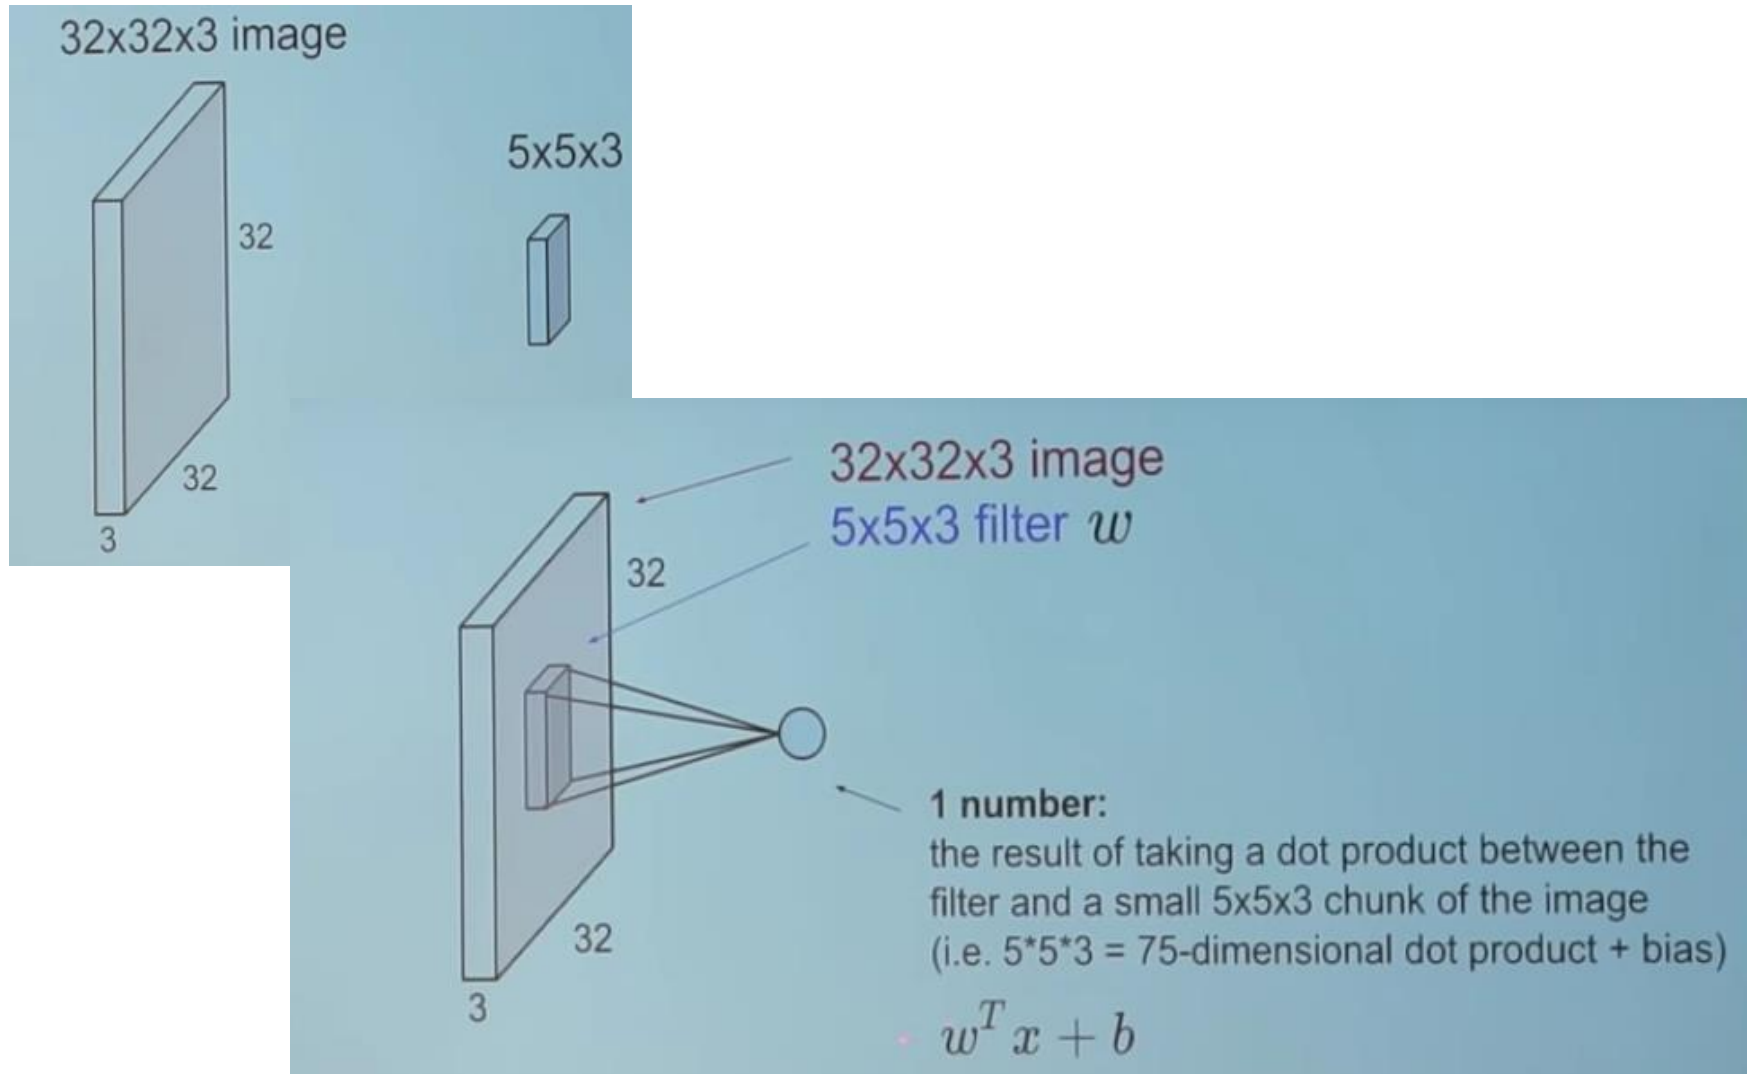 32x32x3 image
5x5x3
32
32
3
32x32x3 image
5x5x3 filter w
32
1 number:
the result of taking a dot product between the
filter and a small 5x5x3 chunk of the image
(i.e. 5*5*3 = 75-dimensional dot product + bias)
32
3
w^T x + b